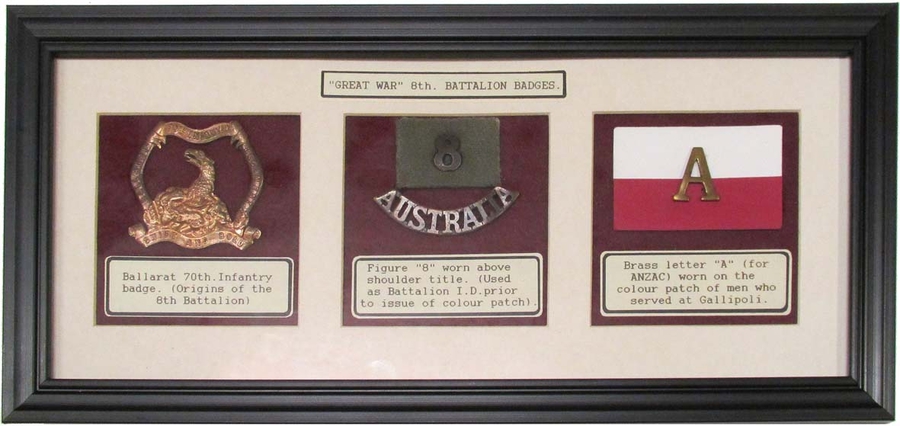 "GREAT WAR" 8th. BATTALION BADGES.
Ballarat 70th.Infantry
badge. (Origins of the
8th Battalion)
8
AUSTRALIA
Figure "8" worn above
shoulder title. (Used
as Battalion I.D.prior
to issue of colour patch).
A
Brass letter "A" (for
ANZAC) worn on the
colour patch of men who
served at Gallipoli.